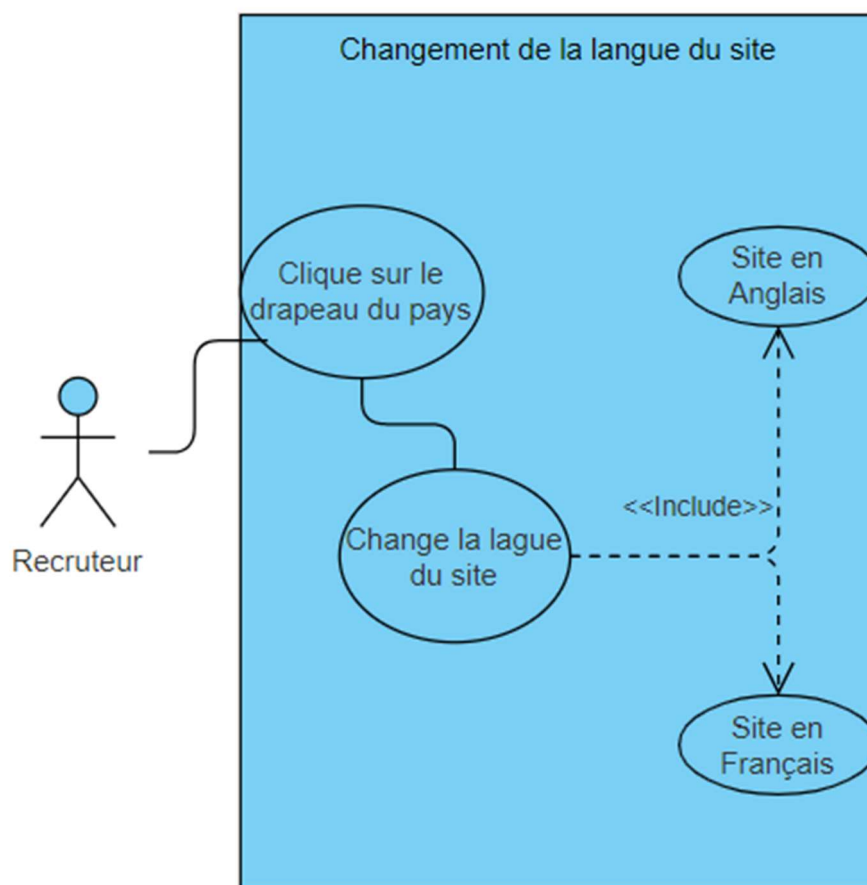 Changement de la langue du site
Clique sur le
drapeau du pays
Site en
Anglais
<<Include>>
Change la lague
du site
Recruteur
Site en
Français